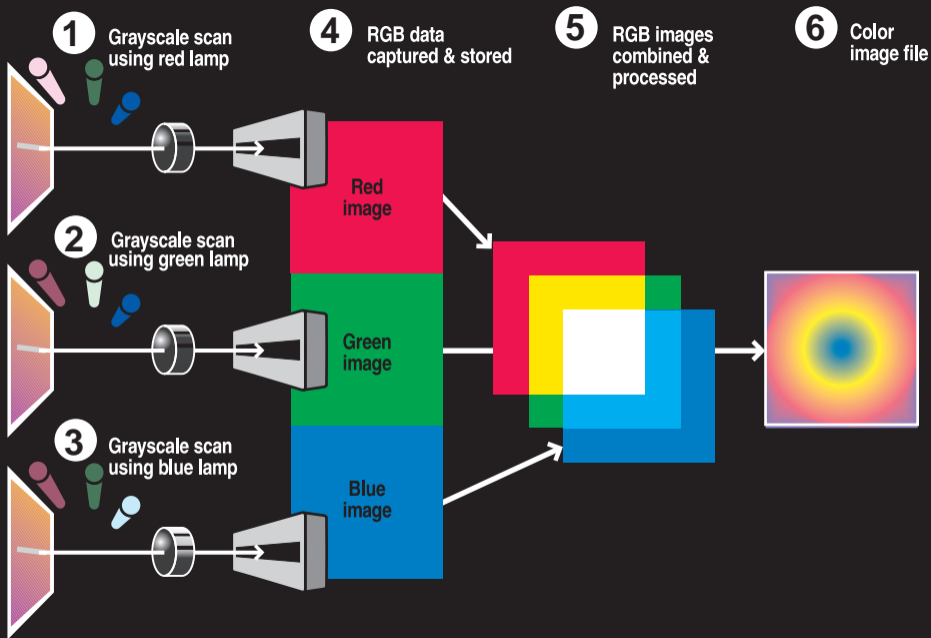 1
Grayscale scan
using red lamp
4
RGB data
captured & stored
5
RGB images
combined &
processed
6
Color
image file
Red
image
2
Grayscale scan
using green lamp
Green
image
3
Grayscale scan
using blue lamp
Blue
image